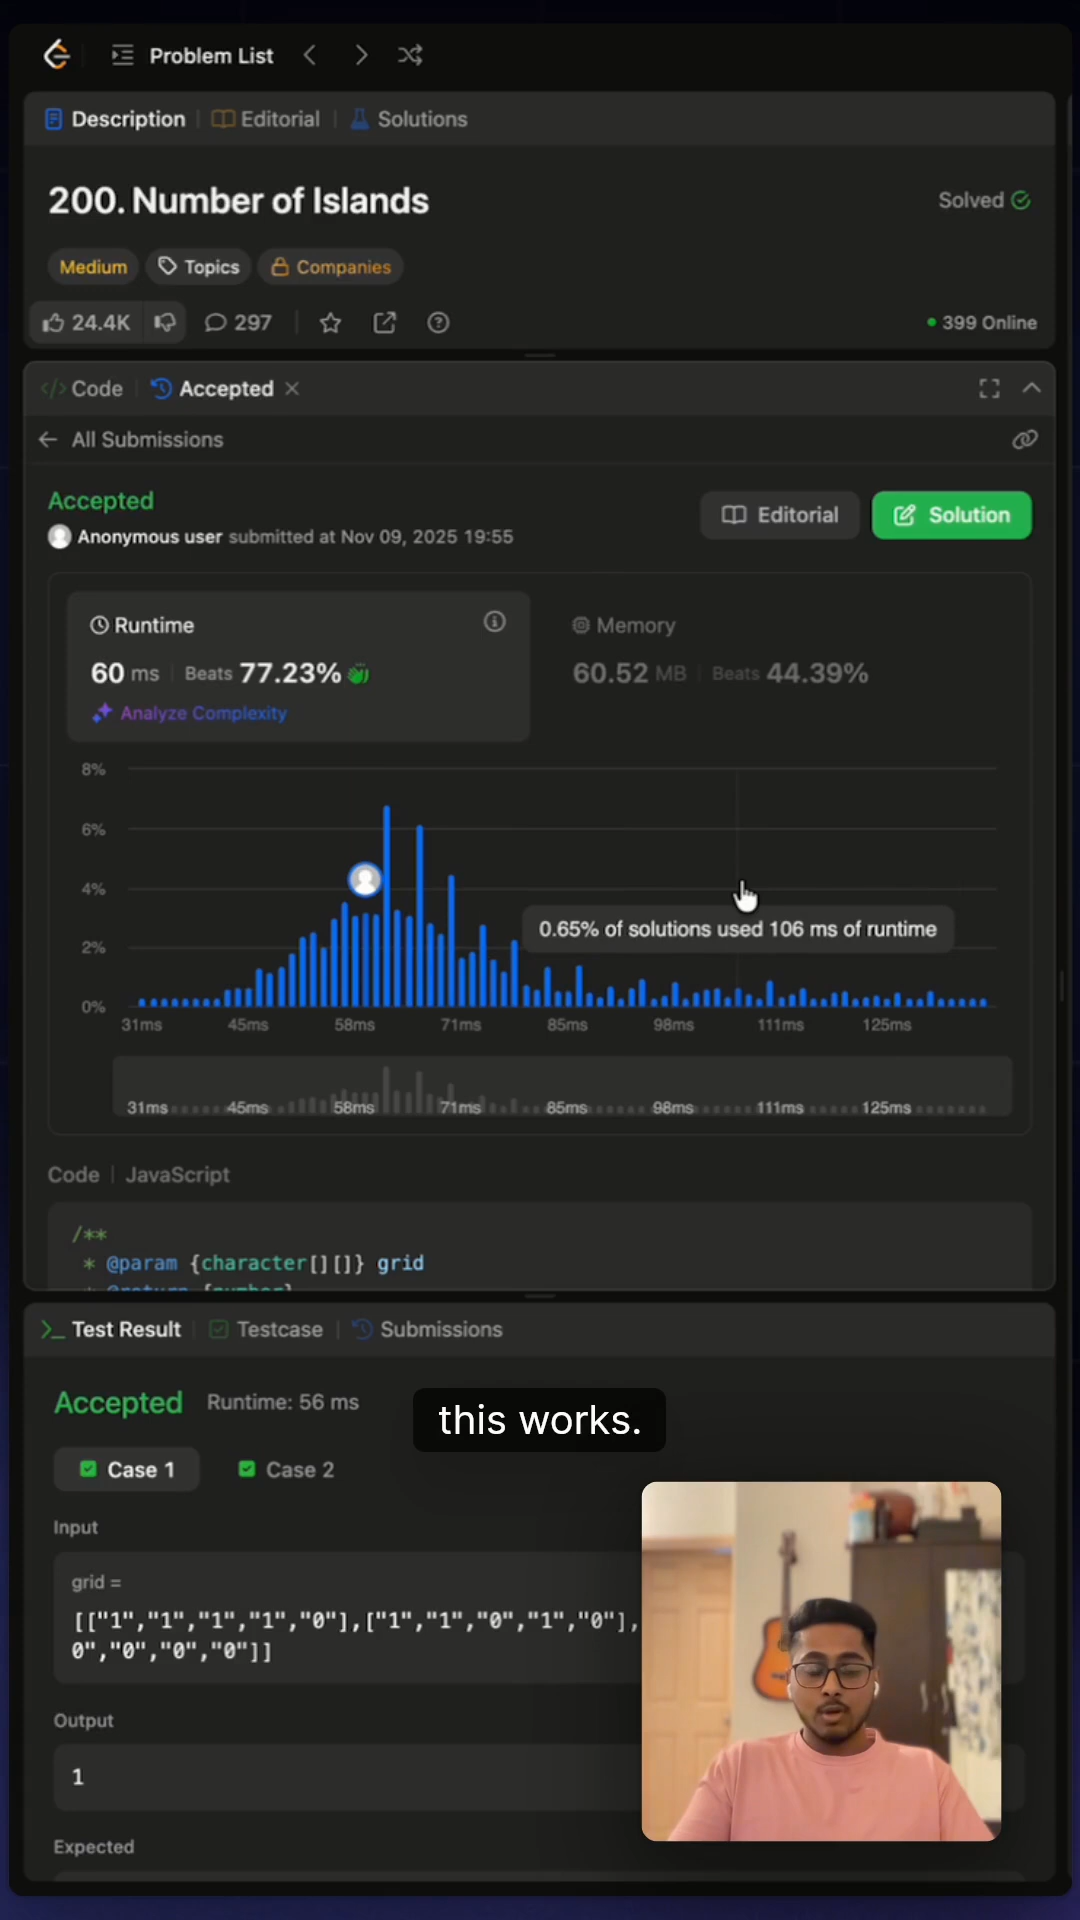 Problem List
Description | Editorial | Solutions
200. Number of Islands
Solved
Medium Topics Companies
24.4K 297
399 Online
</> Code | Accepted
All Submissions
Accepted
Editorial Solution
Anonymous user submitted at Nov 09, 2025 19:55
Runtime
60 ms | Beats 77.23%
Analyze Complexity
Memory
60.52 MB | Beats 44.39%
8%
6%
4%
2%
0%
0.65% of solutions used 106 ms of runtime
31ms 45ms 58ms 71ms 85ms 98ms 111ms 125ms
31ms 45ms 58ms 71ms 85ms 98ms 111ms 125ms
Code | JavaScript
/**
* @param {character[][]} grid
* @return {number}
>_ Test Result | Testcase | Submissions
Accepted Runtime: 56 ms
this works.
Case 1 Case 2
Input
grid =
[["1","1","1","1","0"],["1","1","0","1","0"],
0","0","0","0"]]
Output
1
Expected